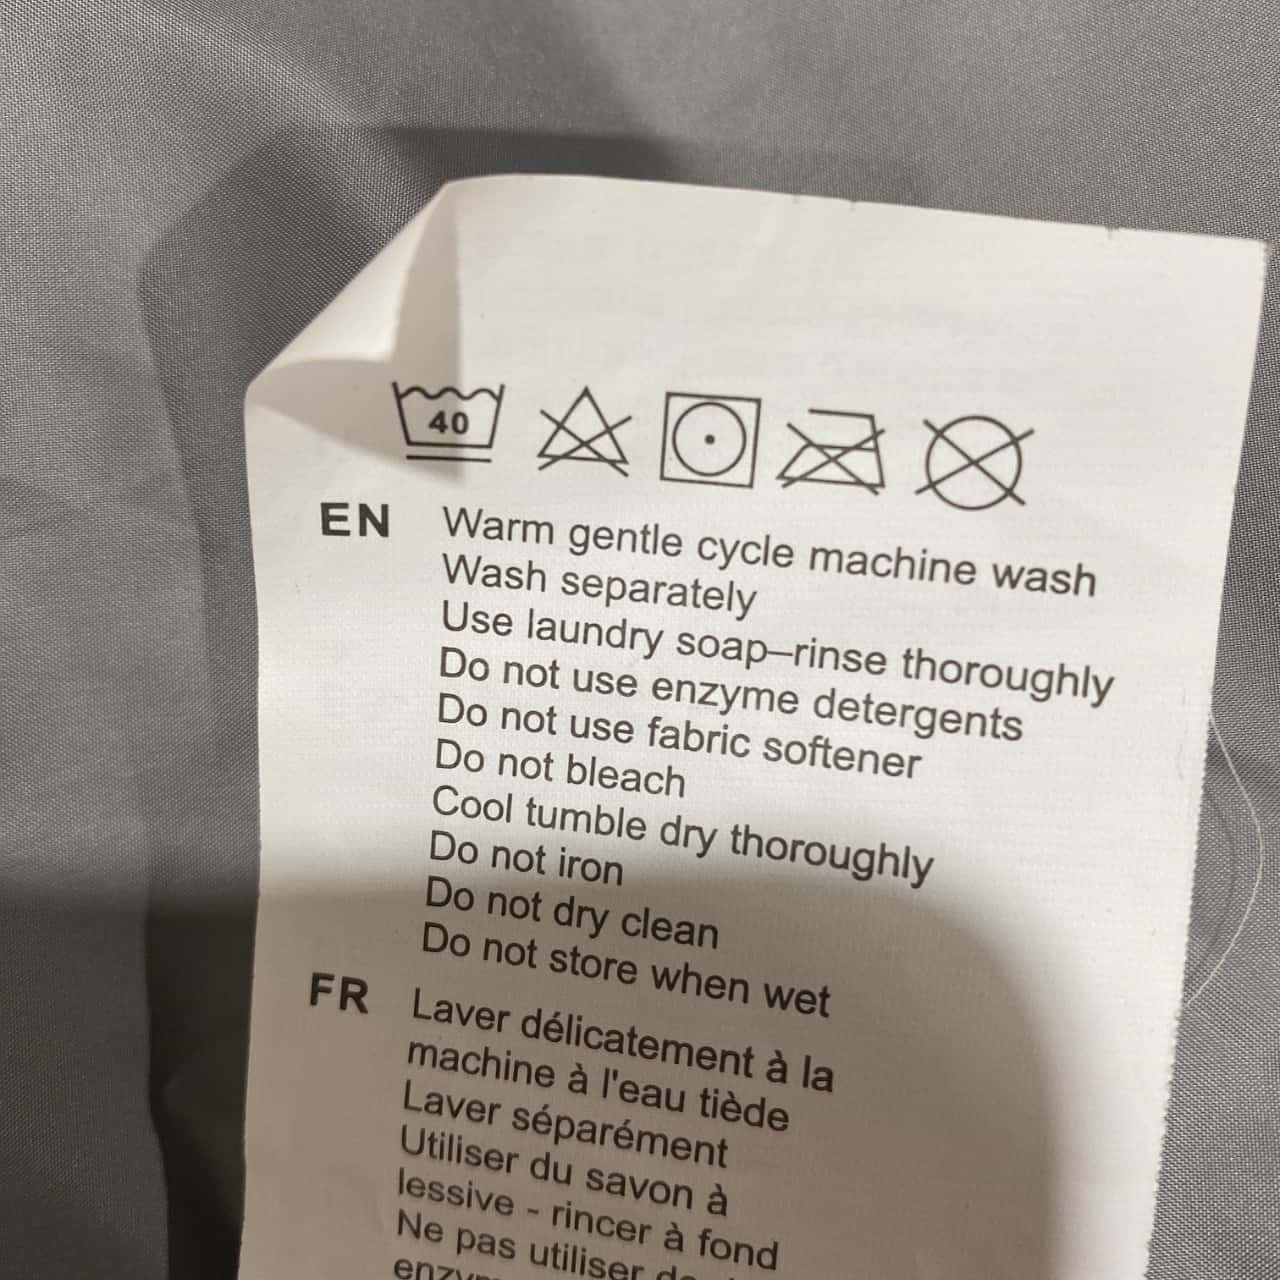 40
EN Warm gentle cycle machine wash
Wash separately
Use laundry soap–rinse thoroughly
Do not use enzyme detergents
Do not use fabric softener
Do not bleach
Cool tumble dry thoroughly
Do not iron
Do not dry clean
Do not store when wet
FR Laver délicatement à la
machine à l'eau tiède
Laver séparément
Utiliser du savon à
lessive - rincer à fond
Ne pas utiliser